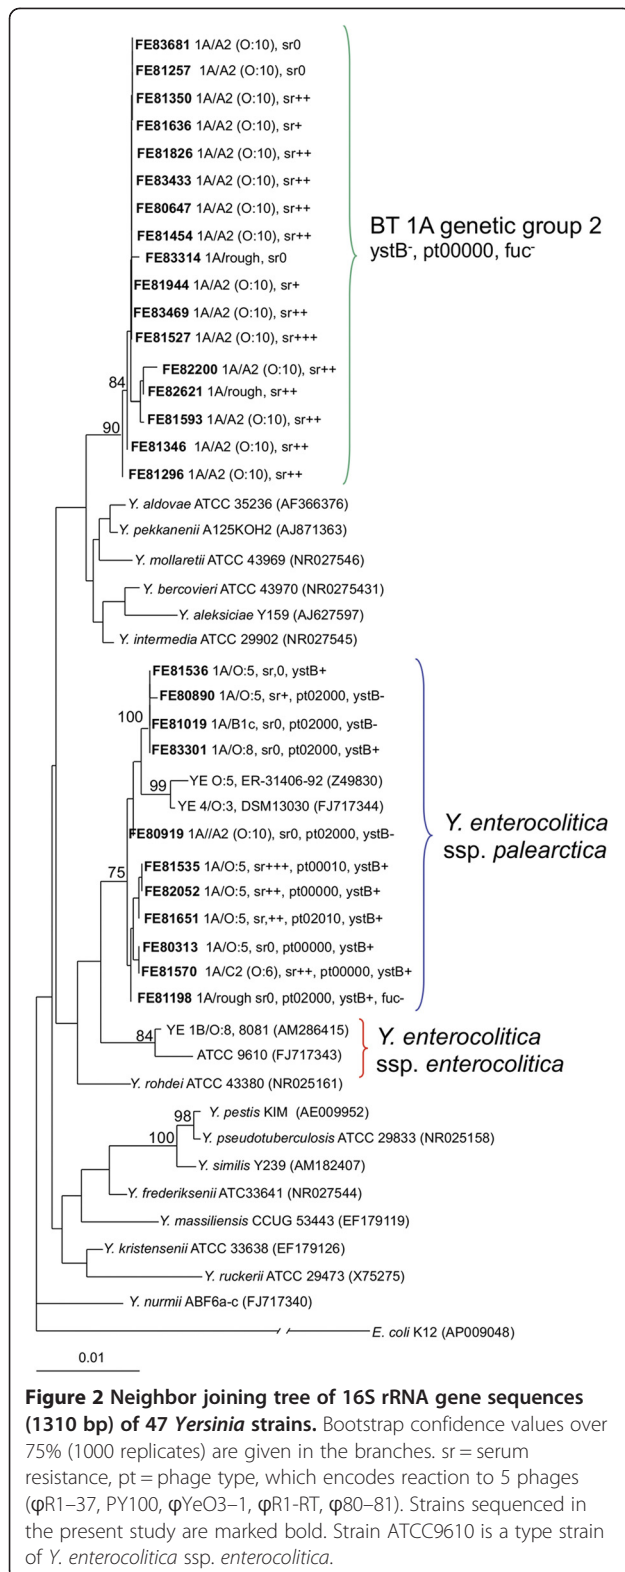 FE83681 1A/A2 (O:10), sr0
FE81257 1A/A2 (O:10), sr0
FE81350 1A/A2 (O:10), sr++
FE81636 1A/A2 (O:10), sr+
FE81826 1A/A2 (O:10), sr++
FE83433 1A/A2 (O:10), sr++
FE80647 1A/A2 (O:10), sr++
FE81454 1A/A2 (O:10), sr++
FE83314 1A/rough, sr0
FE81944 1A/A2 (O:10), sr+
FE83469 1A/A2 (O:10), sr++
FE81527 1A/A2 (O:10), sr+++
FE82200 1A/A2 (O:10), sr++
FE82621 1A/rough, sr++
FE81593 1A/A2 (O:10), sr++
FE81346 1A/A2 (O:10), sr++
FE81296 1A/A2 (O:10), sr++
84
90
BT 1A genetic group 2
ystB⁻, pt00000, fuc⁻
Y. aldovae ATCC 35236 (AF366376)
Y. pekkanenii A125KOH2 (AJ871363)
Y. mollaretii ATCC 43969 (NR027546)
Y. bercovieri ATCC 43970 (NR0275431)
Y. aleksiciae Y159 (AJ627597)
Y. intermedia ATCC 29902 (NR027545)
FE81536 1A/O:5, sr,0, ystB+
FE80890 1A/O:5, sr+, pt02000, ystB-
100
FE81019 1A/B1c, sr0, pt02000, ystB-
FE83301 1A/O:8, sr0, pt02000, ystB+
99
YE O:5, ER-31406-92 (Z49830)
YE 4/O:3, DSM13030 (FJ717344)
FE80919 1A//A2 (O:10), sr0, pt02000, ystB-
75
FE81535 1A/O:5, sr+++, pt00010, ystB+
FE82052 1A/O:5, sr++, pt00000, ystB+
FE81651 1A/O:5, sr,++, pt02010, ystB+
FE80313 1A/O:5, sr0, pt00000, ystB+
FE81570 1A/C2 (O:6), sr++, pt00000, ystB+
FE81198 1A/rough sr0, pt02000, ystB+, fuc-
Y. enterocolitica
ssp. palearctica
84
YE 1B/O:8, 8081 (AM286415)
ATCC 9610 (FJ717343)
Y. enterocolitica
ssp. enterocolitica
Y. rohdei ATCC 43380 (NR025161)
98
Y. pestis KIM (AE009952)
100
Y. pseudotuberculosis ATCC 29833 (NR025158)
Y. similis Y239 (AM182407)
Y. frederiksenii ATC33641 (NR027544)
Y. massiliensis CCUG 53443 (EF179119)
Y. kristensenii ATCC 33638 (EF179126)
Y. ruckerii ATCC 29473 (X75275)
Y. nurmii ABF6a-c (FJ717340)
E. coli K12 (AP009048)
0.01
Figure 2 Neighbor joining tree of 16S rRNA gene sequences
(1310 bp) of 47 Yersinia strains. Bootstrap confidence values over
75% (1000 replicates) are given in the branches. sr = serum
resistance, pt = phage type, which encodes reaction to 5 phages
(φR1–37, PY100, φYeO3–1, φR1-RT, φ80–81). Strains sequenced in
the present study are marked bold. Strain ATCC9610 is a type strain
of Y. enterocolitica ssp. enterocolitica.